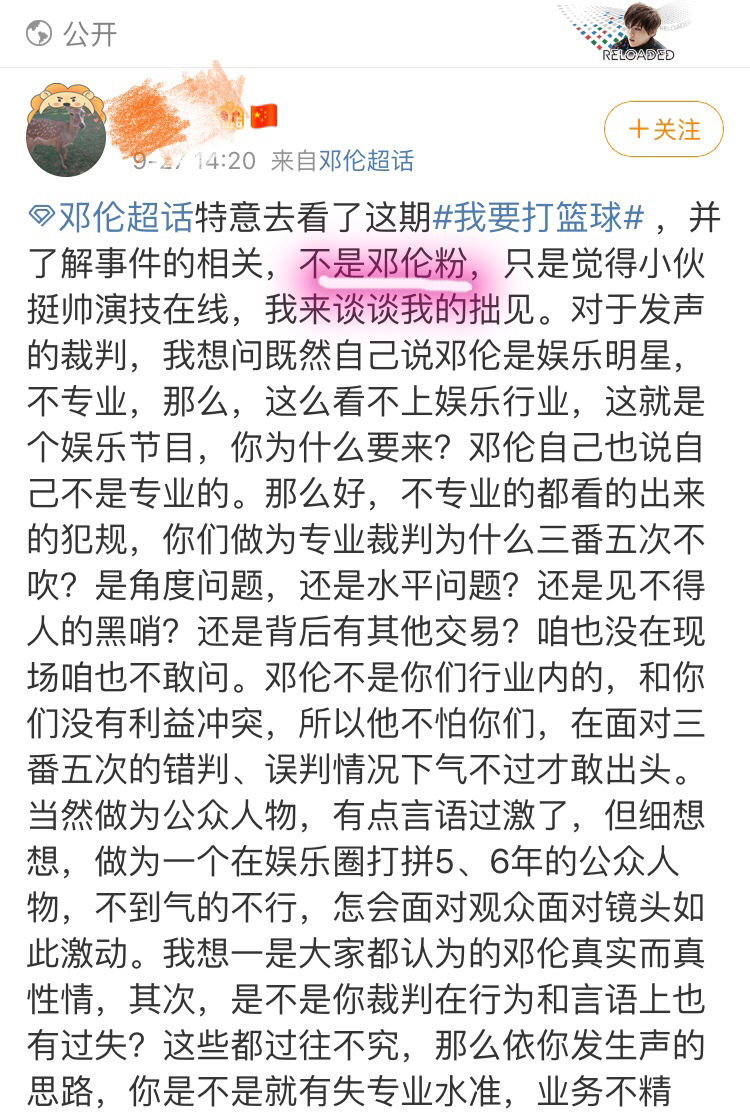 公开
RELOADED
+关注
9-27 14:20 来自邓伦超话
邓伦超话特意去看了这期#我要打篮球# ，并
了解事件的相关，不是邓伦粉，只是觉得小伙
挺帅演技在线，我来谈谈我的拙见。对于发声
的裁判，我想问既然自己说邓伦是娱乐明星，
不专业，那么，这么看不上娱乐行业，这就是
个娱乐节目，你为什么要来？邓伦自己也说自
己不是专业的。那么好，不专业的都看的出来
的犯规，你们做为专业裁判为什么三番五次不
吹？是角度问题，还是水平问题？还是见不得
人的黑哨？还是背后有其他交易？咱也没在现
场咱也不敢问。邓伦不是你们行业内的，和你
们没有利益冲突，所以他不怕你们，在面对三
番五次的错判、误判情况下气不过才敢出头。
当然做为公众人物，有点言语过激了，但细想
想，做为一个在娱乐圈打拼5、6年的公众人
物，不到气的不行，怎会面对观众面对镜头如
此激动。我想一是大家都认为的邓伦真实而真
性情，其次，是不是你裁判在行为和言语上也
有过失？这些都过往不究，那么依你发生声的
思路，你是不是就有失专业水准，业务不精